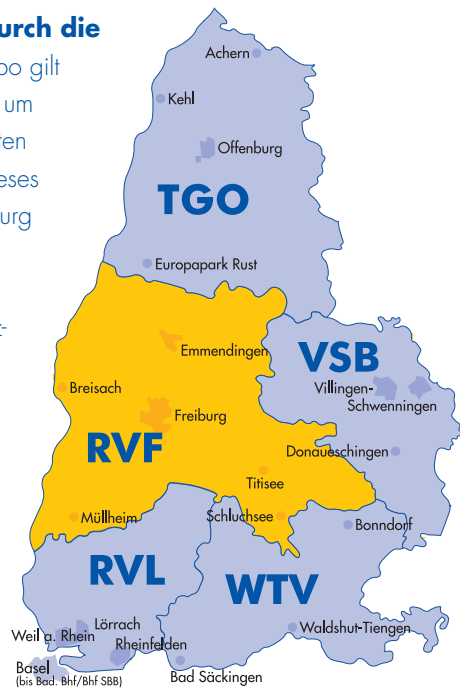 urch die
bo gilt
um
ten
eses
urg
z-
Achern
Kehl
Offenburg
TGO
Europapark Rust
Emmendingen
VSB
Villingen-
Schwenningen
Breisach
Freiburg
RVF
Donaueschingen
Titisee
Müllheim
Schluchsee
Bonndorf
RVL
WTV
Lörrach
Waldshut-Tiengen
Weil a. Rhein
Rheinfelden
Basel
(bis Bad. Bhf/Bhf SBB)
Bad Säckingen